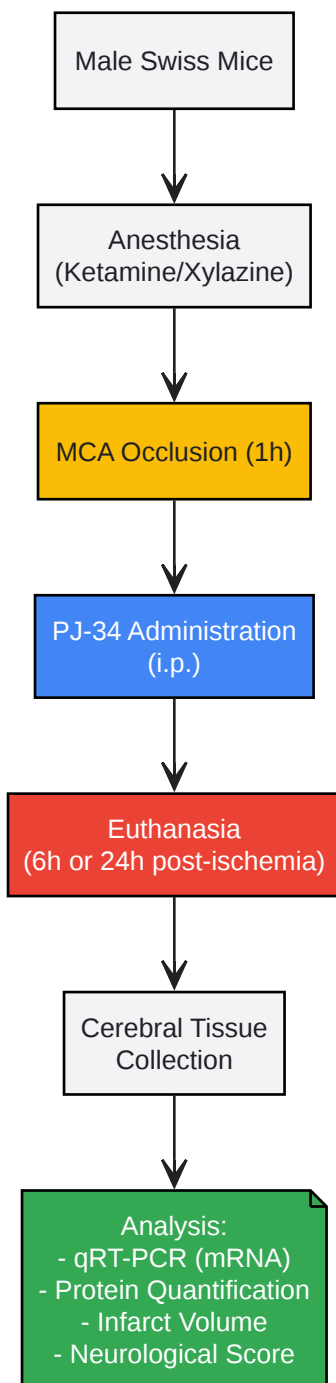 Male Swiss Mice
Anesthesia
(Ketamine/Xylazine)
MCA Occlusion (1h)
PJ-34 Administration
(i.p.)
Euthanasia
(6h or 24h post-ischemia)
Cerebral Tissue
Collection
Analysis:
- qRT-PCR (mRNA)
- Protein Quantification
- Infarct Volume
- Neurological Score